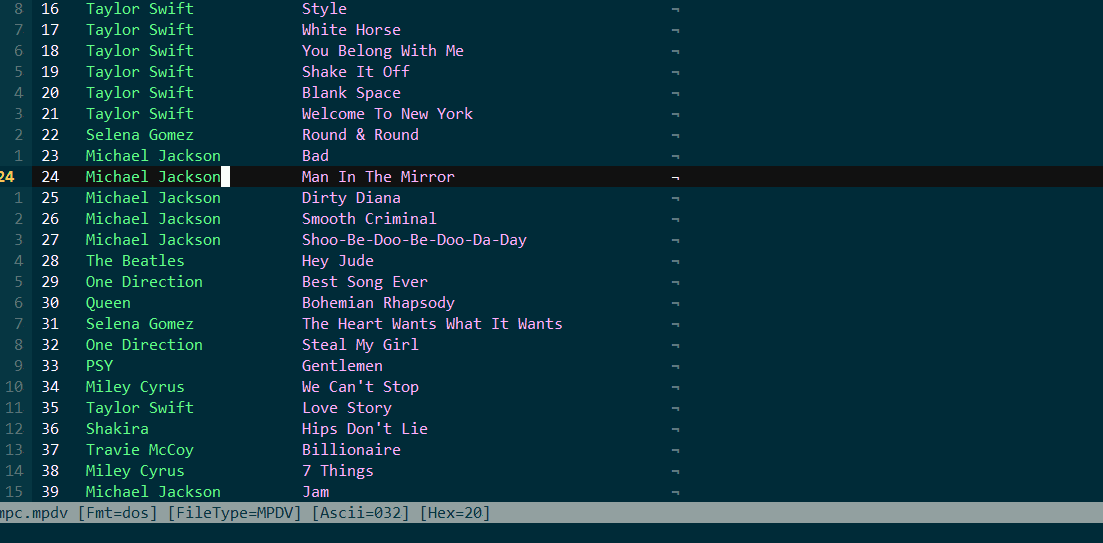 8 16 Taylor Swift Style ¬
7 17 Taylor Swift White Horse ¬
6 18 Taylor Swift You Belong With Me ¬
5 19 Taylor Swift Shake It Off ¬
4 20 Taylor Swift Blank Space ¬
3 21 Taylor Swift Welcome To New York ¬
2 22 Selena Gomez Round & Round ¬
1 23 Michael Jackson Bad ¬
24 24 Michael Jackson Man In The Mirror ¬
1 25 Michael Jackson Dirty Diana ¬
2 26 Michael Jackson Smooth Criminal ¬
3 27 Michael Jackson Shoo-Be-Doo-Be-Doo-Da-Day ¬
4 28 The Beatles Hey Jude ¬
5 29 One Direction Best Song Ever ¬
6 30 Queen Bohemian Rhapsody ¬
7 31 Selena Gomez The Heart Wants What It Wants ¬
8 32 One Direction Steal My Girl ¬
9 33 PSY Gentlemen ¬
10 34 Miley Cyrus We Can't Stop ¬
11 35 Taylor Swift Love Story ¬
12 36 Shakira Hips Don't Lie ¬
13 37 Travie McCoy Billionaire ¬
14 38 Miley Cyrus 7 Things ¬
15 39 Michael Jackson Jam ¬
mpc.mpdv [Fmt=dos] [FileType=MPDV] [Ascii=032] [Hex=20]